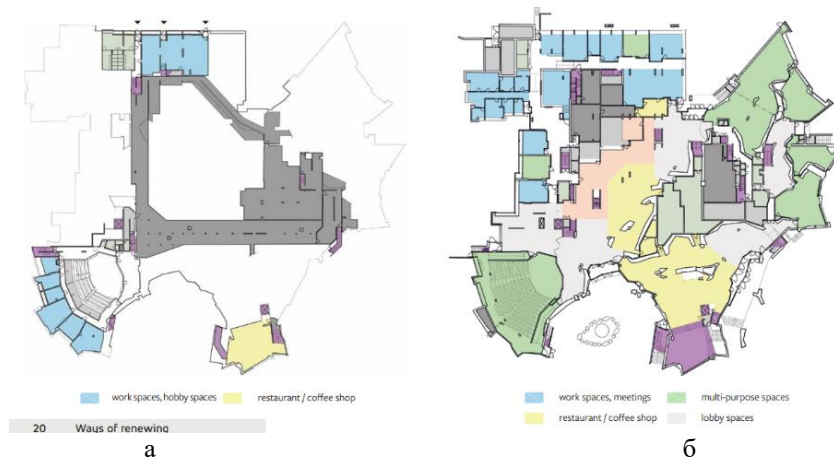 work spaces, hobby spaces
restaurant / coffee shop
work spaces, meetings
multi-purpose spaces
restaurant / coffee shop
lobby spaces
20 Ways of renewing
а
б